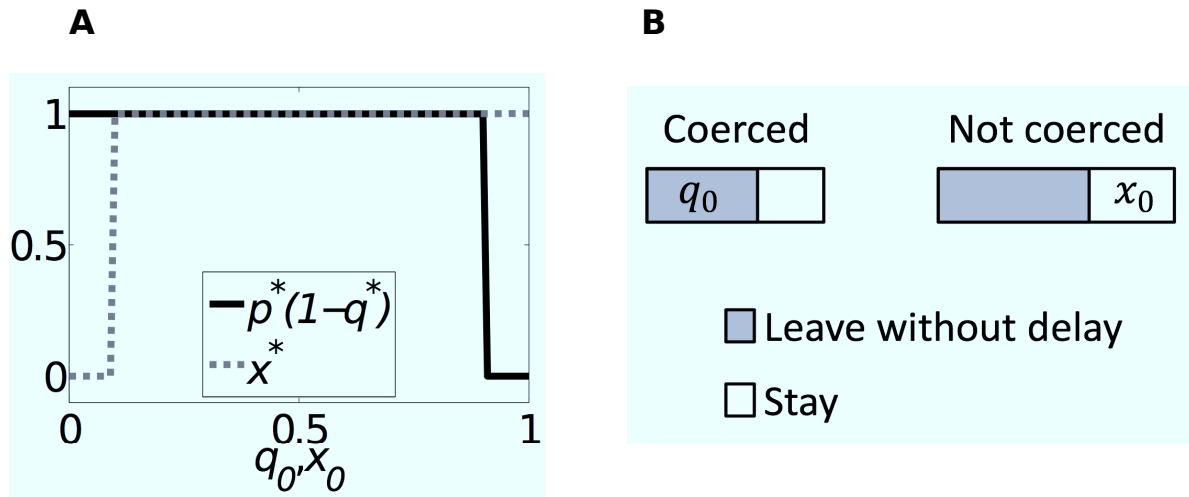 A
1
0.5
0
p*(1−q*)
x*
0
0.5
1
q₀,x₀
B
Coerced
Not coerced
q₀
x₀
Leave without delay
Stay